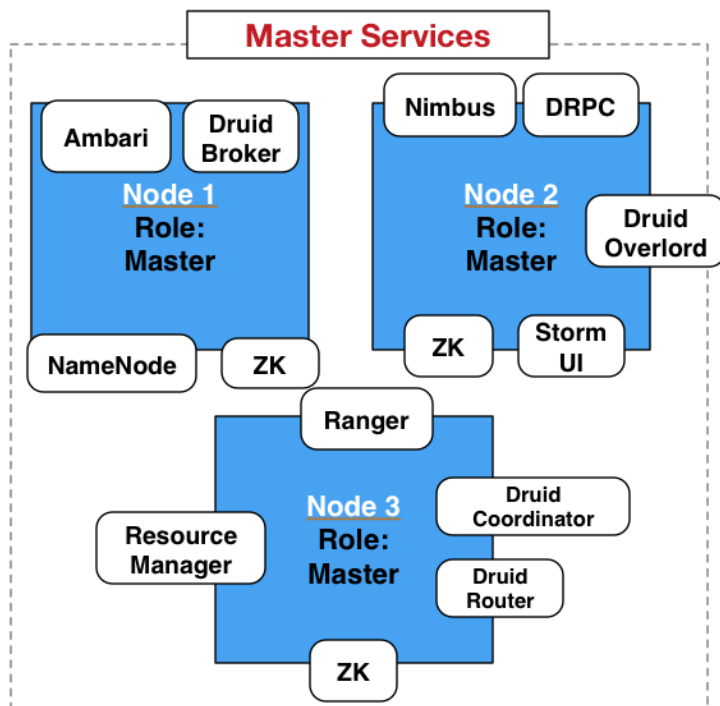 Master Services
Ambari
Druid
Broker
Node 1
Role:
Master
NameNode
ZK
Nimbus
DRPC
Node 2
Role:
Master
Druid
Overlord
ZK
Storm
UI
Ranger
Node 3
Role:
Master
Resource
Manager
Druid
Coordinator
Druid
Router
ZK